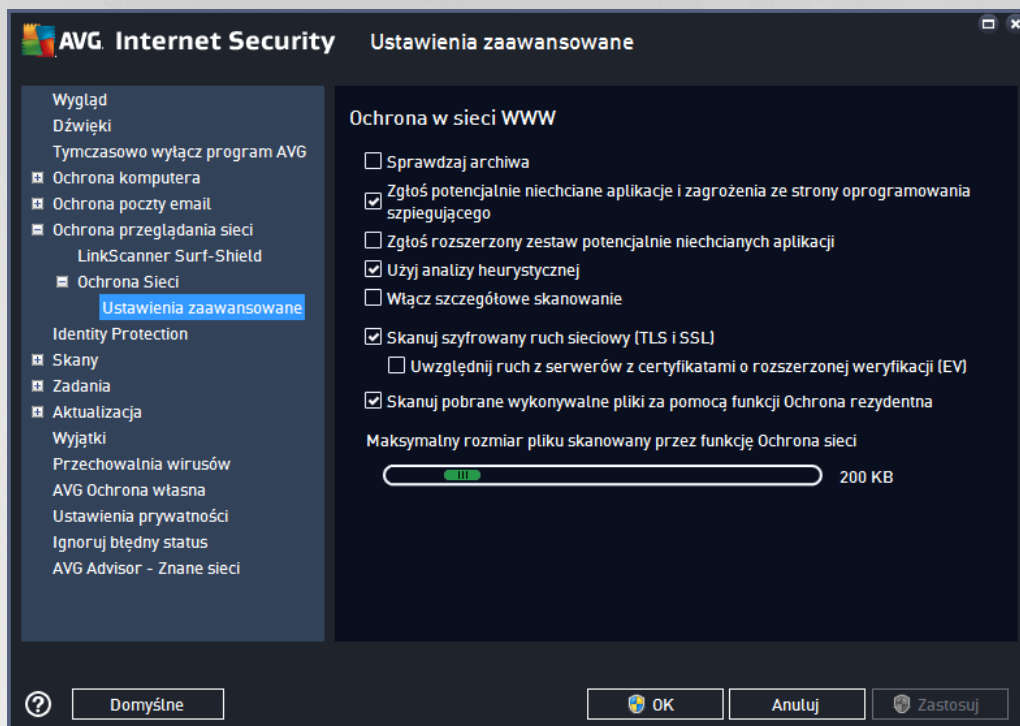 AVG Internet Security Ustawienia zaawansowane
Wygląd
Dźwięki
Tymczasowo wyłącz program AVG
Ochrona komputera
Ochrona poczty email
Ochrona przeglądania sieci
LinkScanner Surf-Shield
Ochrona Sieci
Ustawienia zaawansowane
Identity Protection
Skany
Zadania
Aktualizacja
Wyjątki
Przechowalnia wirusów
AVG Ochrona własna
Ustawienia prywatności
Ignoruj błędny status
AVG Advisor - Znane sieci
Ochrona w sieci WWW
Sprawdzaj archiwa
Zgłoś potencjalnie niechciane aplikacje i zagrożenia ze strony oprogramowania
szpiegującego
Zgłoś rozszerzony zestaw potencjalnie niechcianych aplikacji
Użyj analizy heurystycznej
Włącz szczegółowe skanowanie
Skanuj szyfrowany ruch sieciowy (TLS i SSL)
Uwzględnij ruch z serwerów z certyfikatami o rozszerzonej weryfikacji (EV)
Skanuj pobrane wykonywalne pliki za pomocą funkcji Ochrona rezydentna
Maksymalny rozmiar pliku skanowany przez funkcję Ochrona sieci
200 KB
? Domyślne OK Anuluj Zastosuj